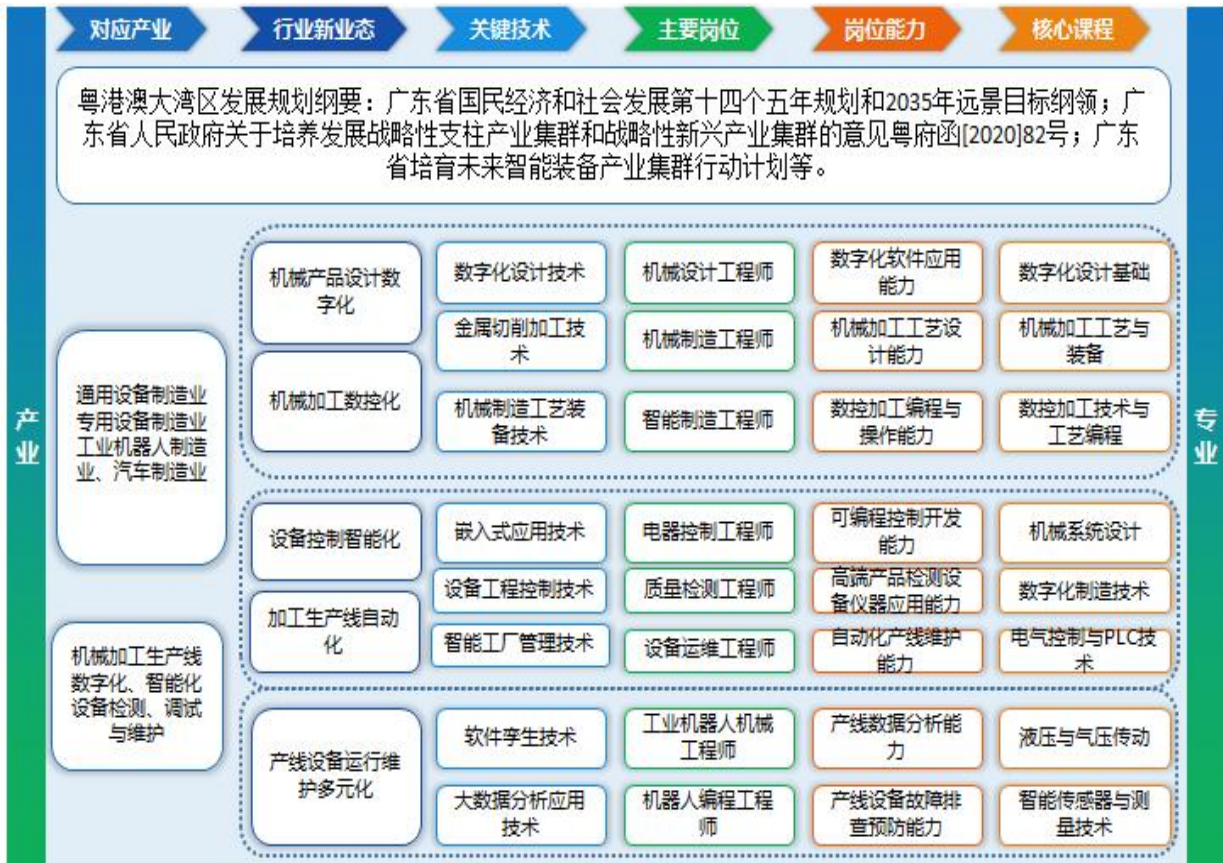 对应产业
行业新业态
关键技术
主要岗位
岗位能力
核心课程
粤港澳大湾区发展规划纲要：广东省国民经济和社会发展第十四个五年规划和2035年远景目标纲领；广
东省人民政府关于培养发展战略性支柱产业集群和战略性新兴产业集群的意见粤府函[2020]82号；广东
省培育未来智能装备产业集群行动计划等。
产
业
通用设备制造业
专用设备制造业
工业机器人制造
业、汽车制造业
机械加工生产线
数字化、智能化
设备检测、调试
与维护
机械产品设计数
字化
机械加工数控化
数字化设计技术
金属切削加工技
术
机械制造工艺装
备技术
机械设计工程师
机械制造工程师
智能制造工程师
数字化软件应用
能力
机械加工工艺设
计能力
数控加工编程与
操作能力
数字化设计基础
机械加工工艺与
装备
数控加工技术与
工艺编程
设备控制智能化
加工生产线自动
化
嵌入式应用技术
设备工程控制技术
智能工厂管理技术
电器控制工程师
质量检测工程师
设备运维工程师
可编程控制开发
能力
高端产品检测设
备仪器应用能力
自动化产线维护
能力
机械系统设计
数字化制造技术
电气控制与PLC技
术
产线设备运行维
护多元化
软件孪生技术
大数据分析应用
技术
工业机器人机械
工程师
机器人编程工程
师
产线数据分析能
力
产线设备故障排
查预防能力
液压与气压传动
智能传感器与测
量技术
专
业